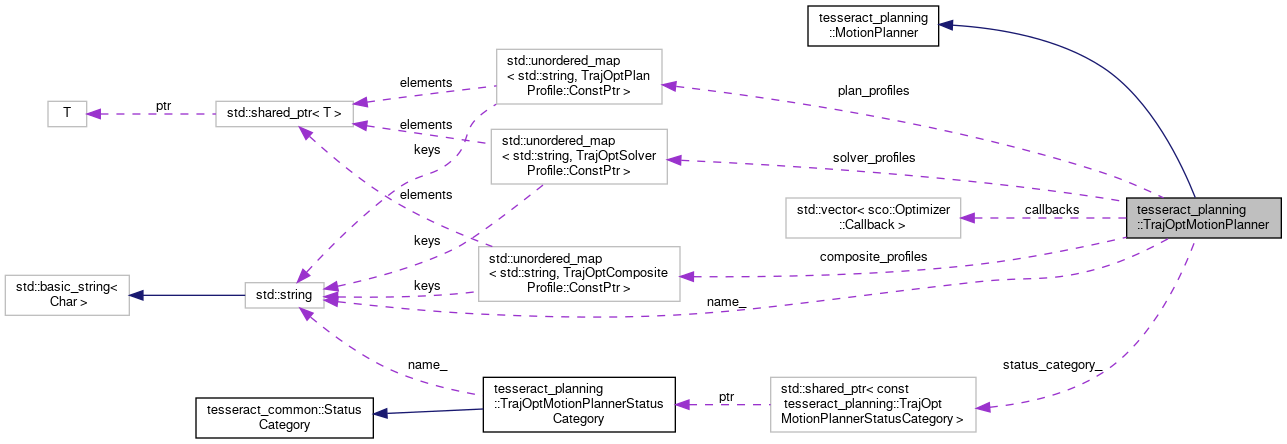 tesseract_planning
::MotionPlanner
std::unordered_map
< std::string, TrajOptPlan
Profile::ConstPtr >
elements
plan_profiles
T
ptr
std::shared_ptr< T >
elements
keys
std::unordered_map
< std::string, TrajOptSolver
Profile::ConstPtr >
solver_profiles
elements
std::vector< sco::Optimizer
::Callback >
callbacks
tesseract_planning
::TrajOptMotionPlanner
keys
std::unordered_map
< std::string, TrajOptComposite
Profile::ConstPtr >
composite_profiles
std::basic_string<
Char >
std::string
keys
name_
name_
status_category_
tesseract_planning
::TrajOptMotionPlannerStatus
Category
ptr
std::shared_ptr< const
tesseract_planning::TrajOpt
MotionPlannerStatusCategory >
tesseract_common::Status
Category